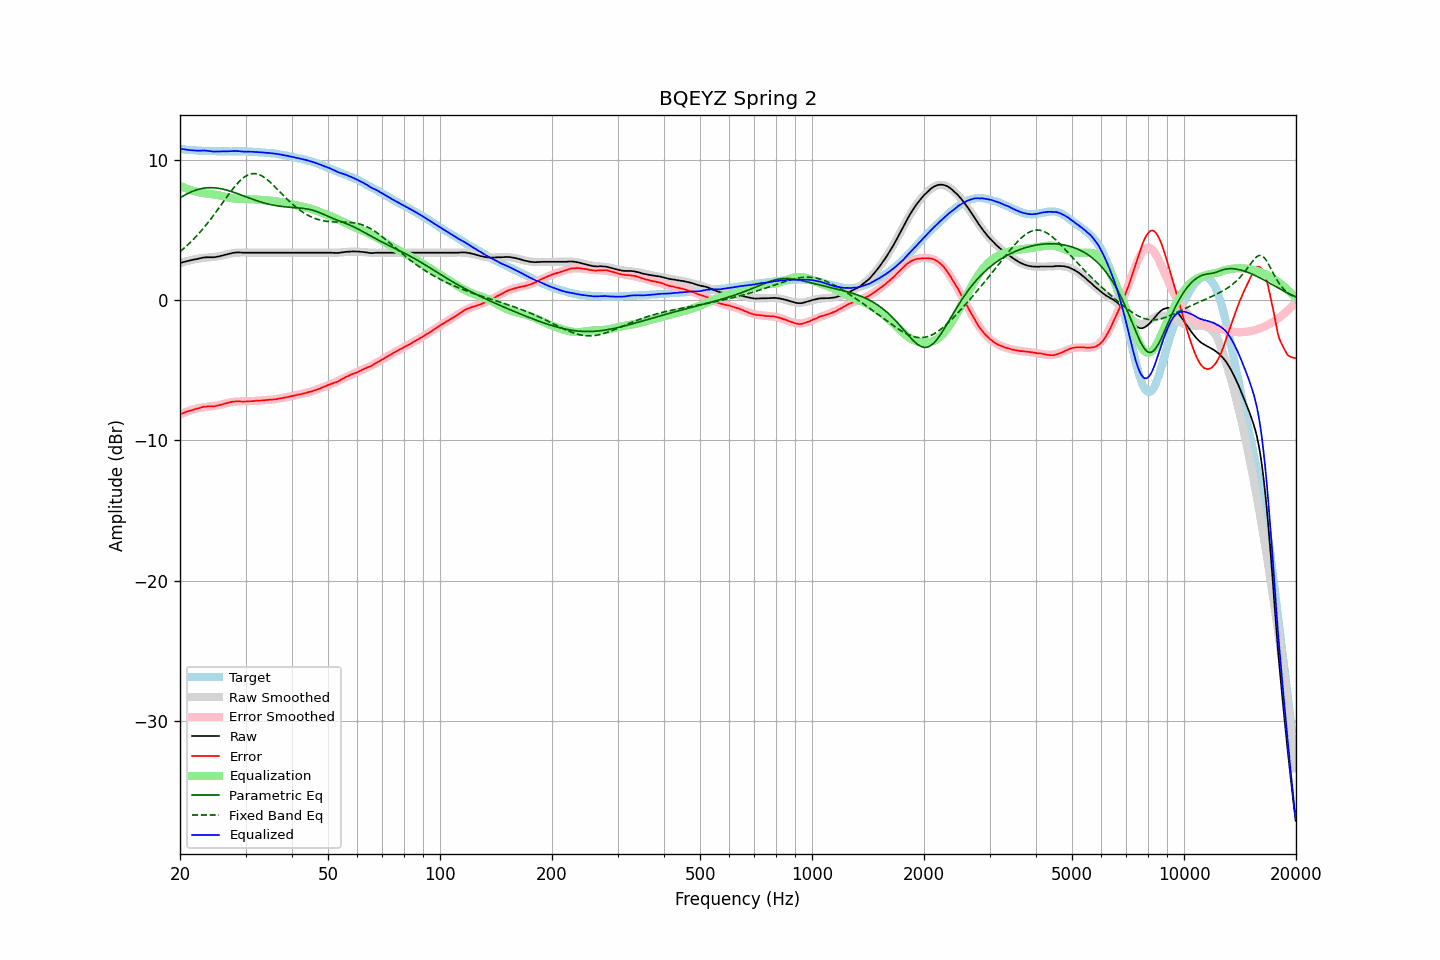 BQEYZ Spring 2
Amplitude (dBr)
10
0
−10
−20
−30
Target
Raw Smoothed
Error Smoothed
Raw
Error
Equalization
Parametric Eq
Fixed Band Eq
Equalized
20 50 100 200 500 1000 2000 5000 10000 20000
Frequency (Hz)